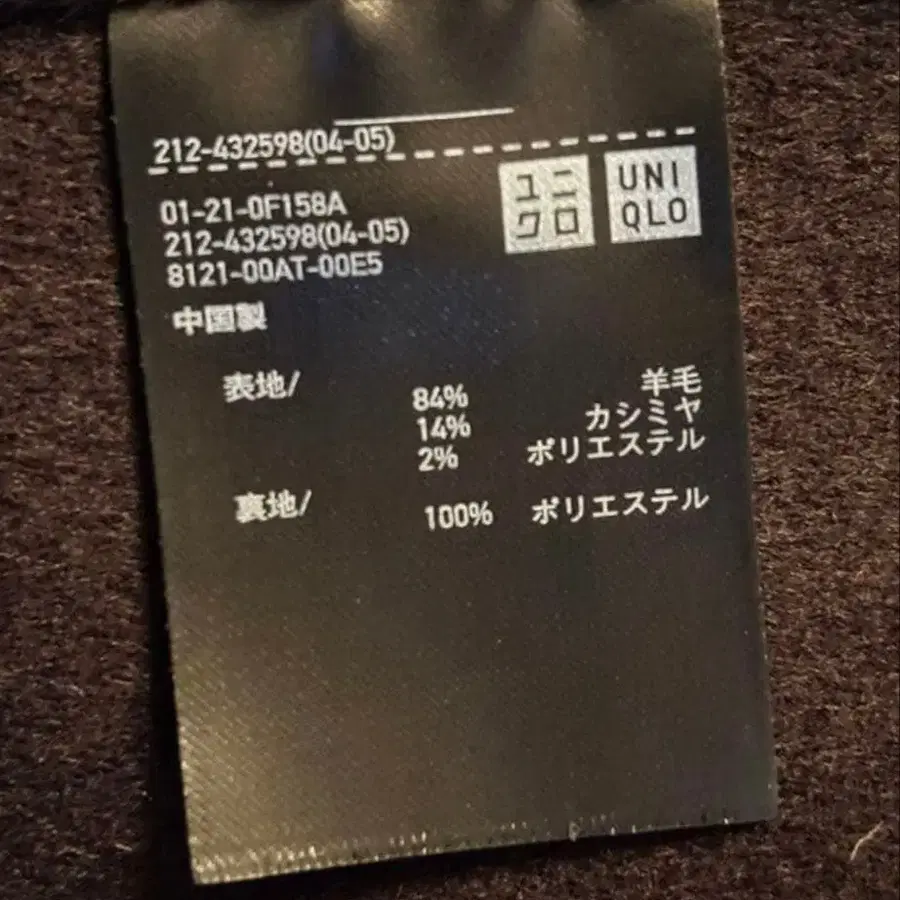 212-432598(04-05)
ユニ
クロ
UNI
QLO
01-21-0F158A
212-432598(04-05)
8121-00AT-00E5
中国製
表地/
84% 羊毛
14% カシミヤ
2% ポリエステル
裏地/
100% ポリエステル